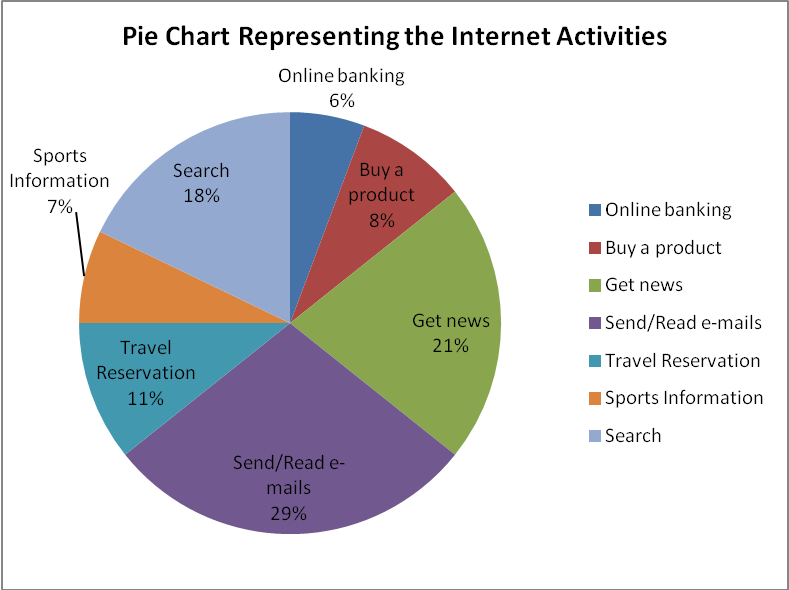 Pie Chart Representing the Internet Activities
Online banking
6%
Buy a
product
8%
Get news
21%
Send/Read e-
mails
29%
Travel
Reservation
11%
Sports
Information
7%
Search
18%
Online banking
Buy a product
Get news
Send/Read e-mails
Travel Reservation
Sports Information
Search